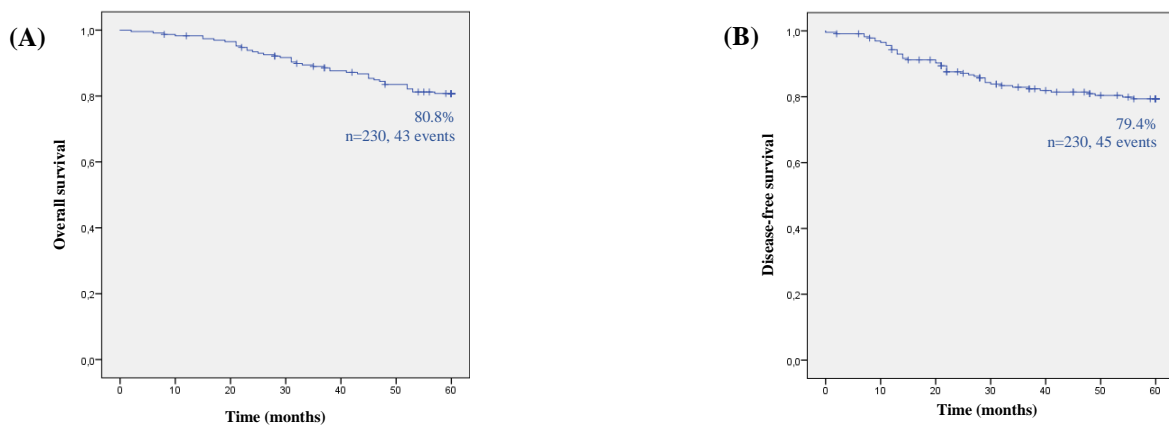 (A)
Overall survival
1,0
0,8
0,6
0,4
0,2
0,0
80.8%
n=230, 43 events
0 10 20 30 40 50 60
Time (months)
(B)
Disease-free survival
1,0
0,8
0,6
0,4
0,2
0,0
79.4%
n=230, 45 events
0 10 20 30 40 50 60
Time (months)